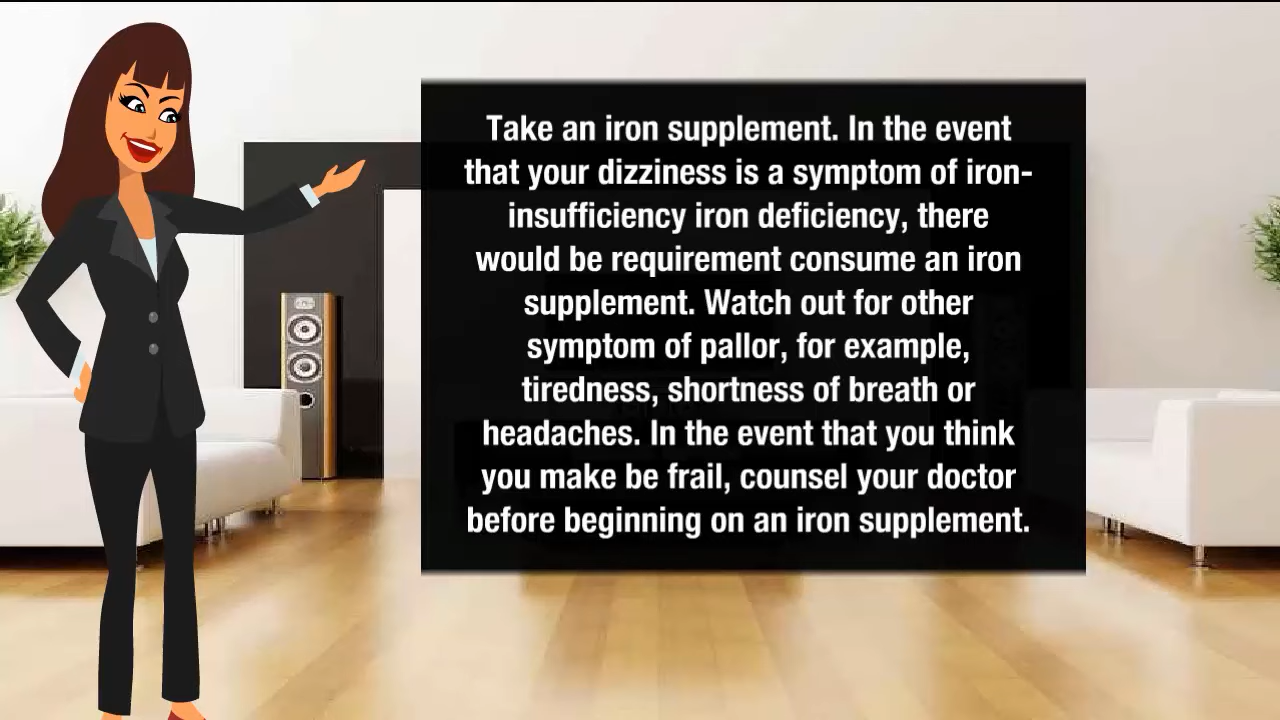 Take an iron supplement. In the event
that your dizziness is a symptom of iron-
insufficiency iron deficiency, there
would be requirement consume an iron
supplement. Watch out for other
symptom of pallor, for example,
tiredness, shortness of breath or
headaches. In the event that you think
you make be frail, counsel your doctor
before beginning on an iron supplement.